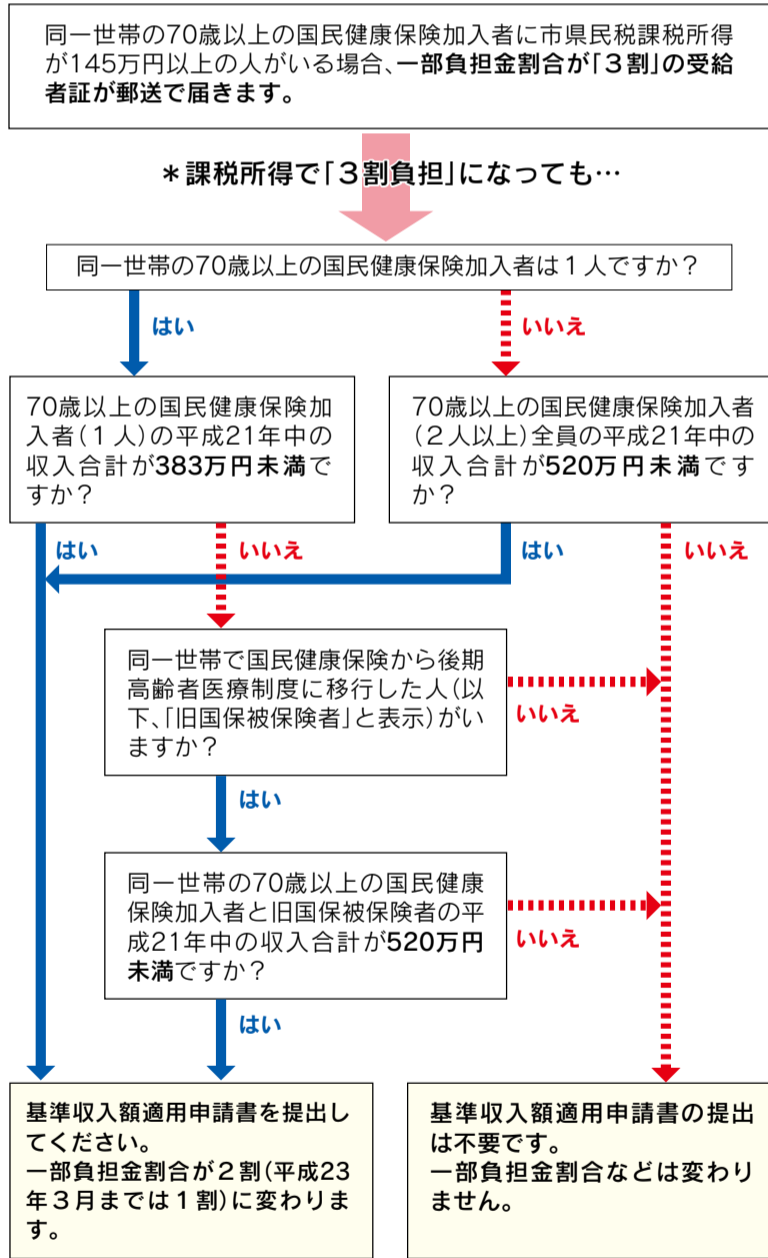 同一世帯の70歳以上の国民健康保険加入者に市県民税課税所得
が145万円以上の人がいる場合、一部負担金割合が「3割」の受給
者証が郵送で届きます。
＊課税所得で「3割負担」になっても…
同一世帯の70歳以上の国民健康保険加入者は1人ですか？
はい
いいえ
70歳以上の国民健康保険加
入者(1人)の平成21年中の
収入合計が383万円未満で
すか？
70歳以上の国民健康保険加入者
(2人以上)全員の平成21年中の
収入合計が520万円未満です
か？
はい
いいえ
はい
いいえ
同一世帯で国民健康保険から後期
高齢者医療制度に移行した人(以
下、「旧国保被保険者」と表示)がい
ますか？
いいえ
はい
同一世帯の70歳以上の国民健康
保険加入者と旧国保被保険者の平
成21年中の収入合計が520万円
未満ですか？
いいえ
はい
基準収入額適用申請書を提出し
てください。
一部負担金割合が2割(平成23
年3月までは1割)に変わりま
す。
基準収入額適用申請書の提出
は不要です。
一部負担金割合などは変わり
ません。